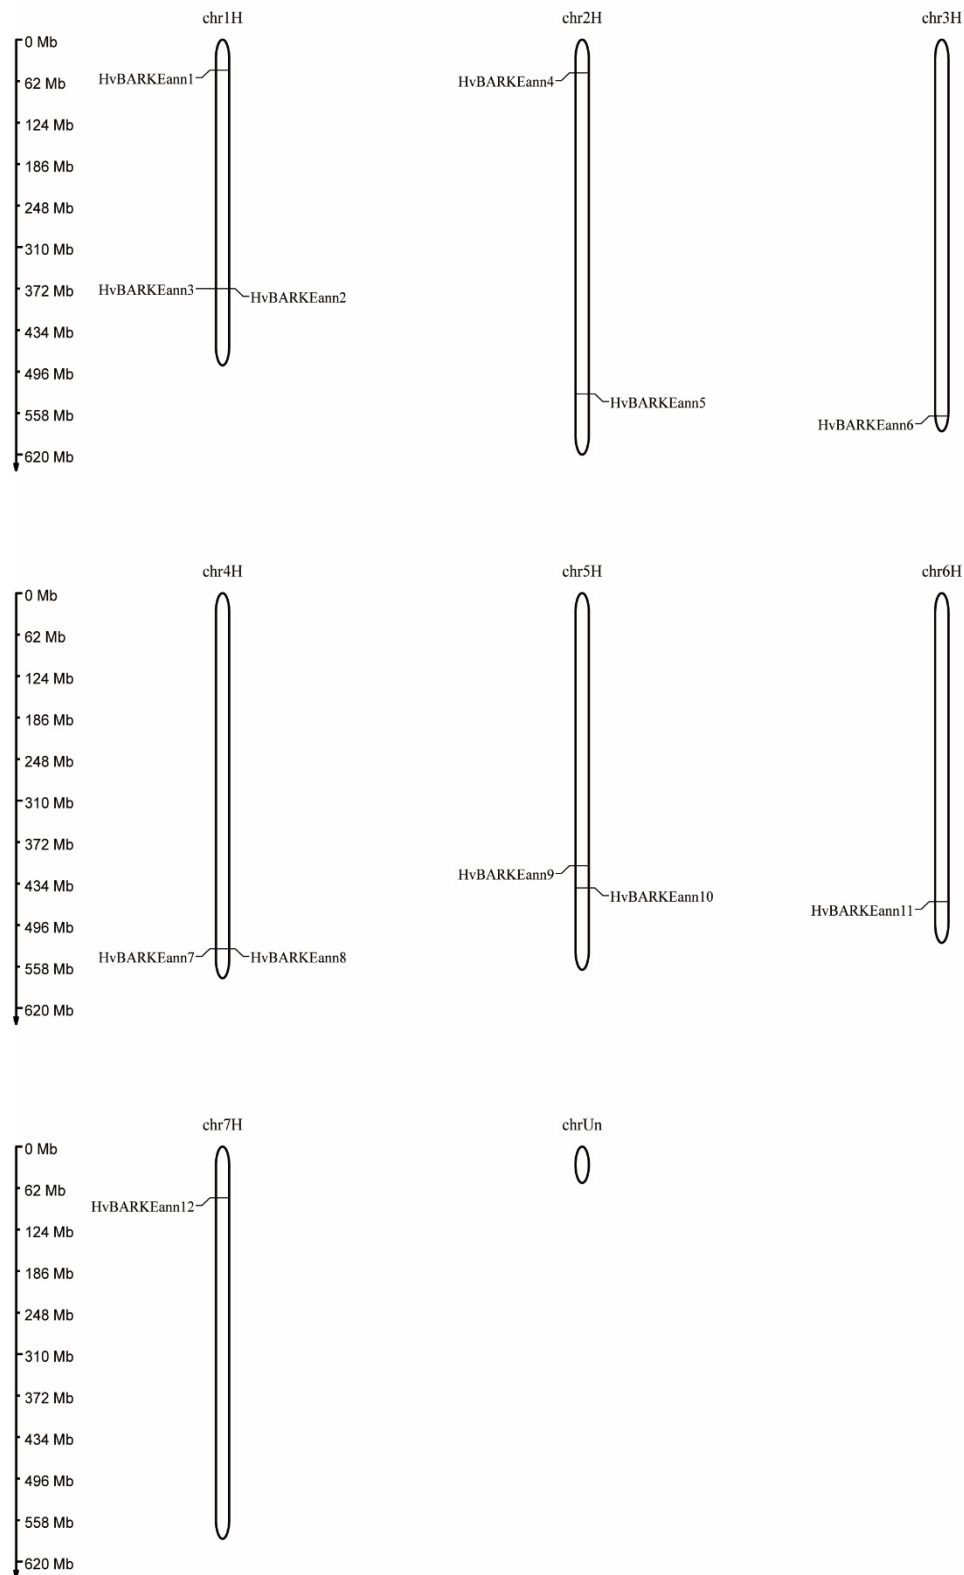 chr1H
chr2H
chr3H
0 Mb
62 Mb
124 Mb
186 Mb
248 Mb
310 Mb
372 Mb
434 Mb
496 Mb
558 Mb
620 Mb
HvBARKEann1
HvBARKEann3
HvBARKEann2
HvBARKEann4
HvBARKEann5
HvBARKEann6
chr4H
chr5H
chr6H
0 Mb
62 Mb
124 Mb
186 Mb
248 Mb
310 Mb
372 Mb
434 Mb
496 Mb
558 Mb
620 Mb
HvBARKEann7
HvBARKEann8
HvBARKEann9
HvBARKEann10
HvBARKEann11
chr7H
chrUn
0 Mb
62 Mb
124 Mb
186 Mb
248 Mb
310 Mb
372 Mb
434 Mb
496 Mb
558 Mb
620 Mb
HvBARKEann12